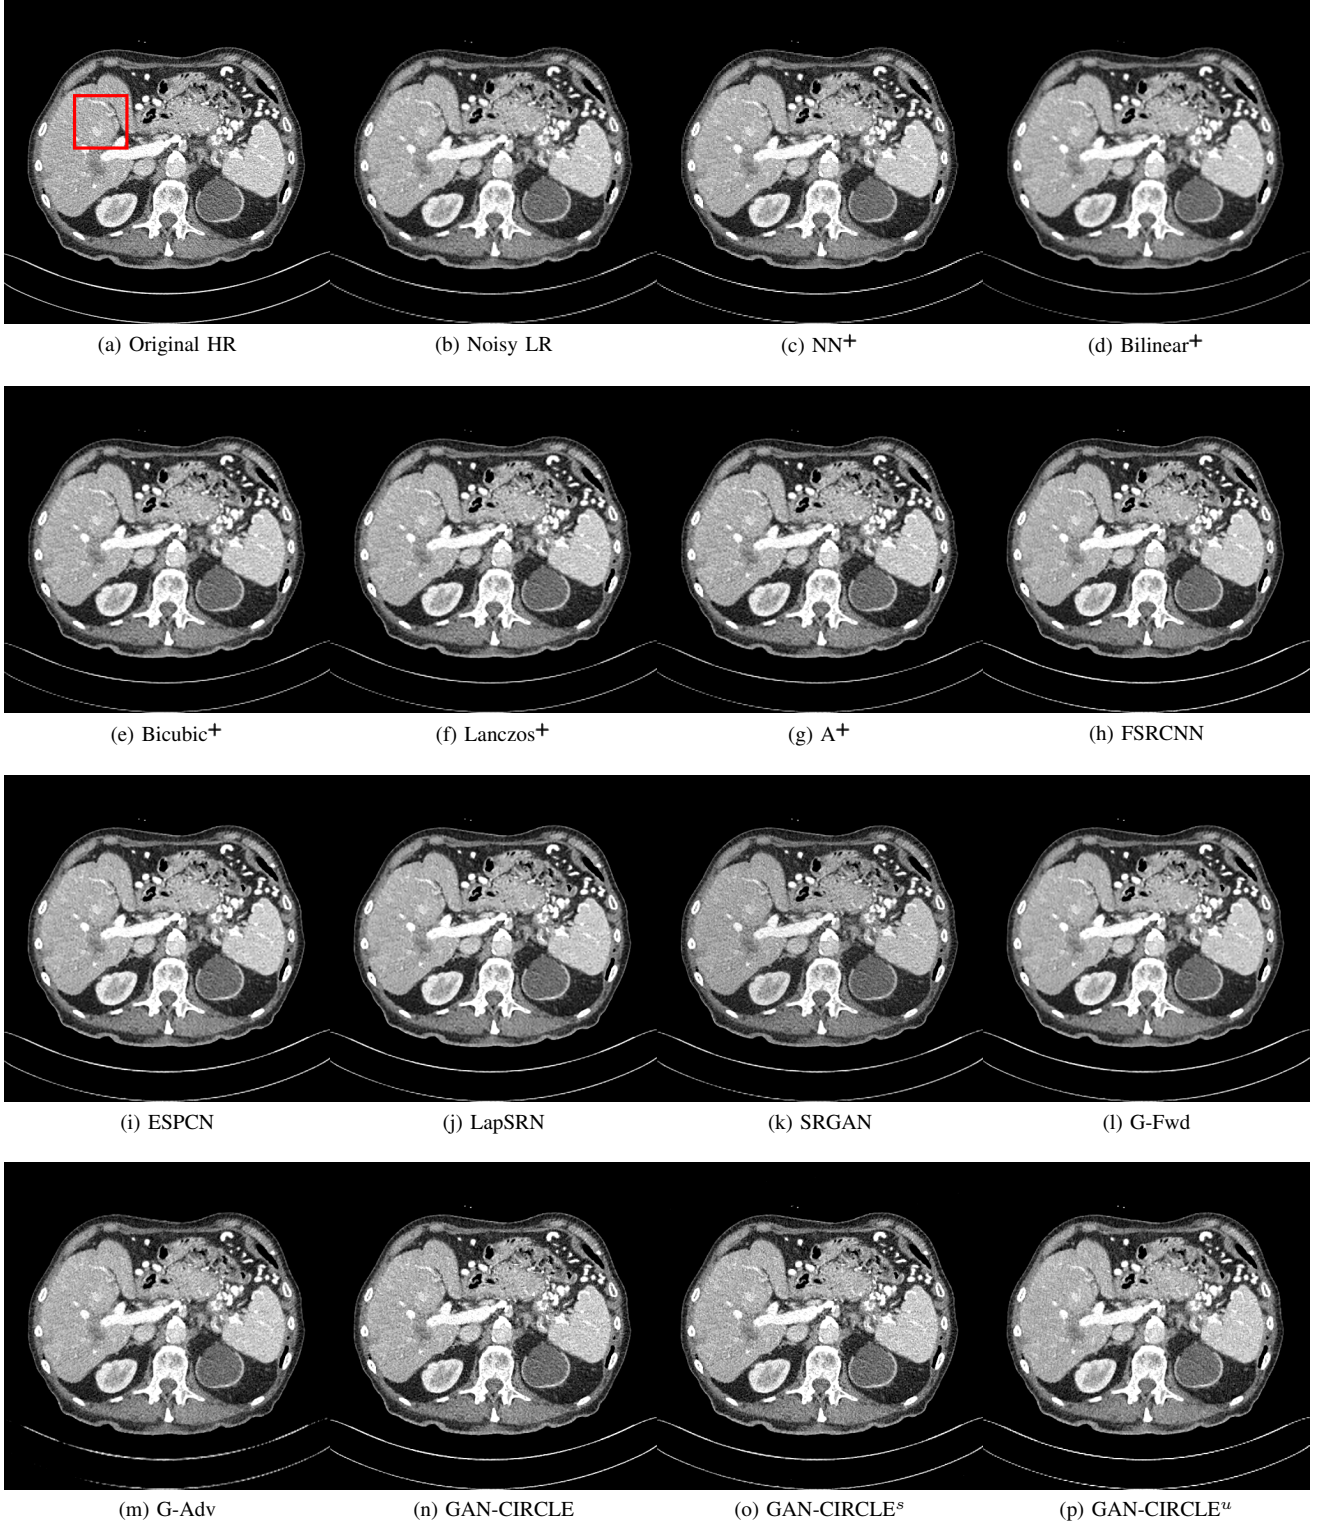 (a) Original HR
(b) Noisy LR
(c) NN+
(d) Bilinear+
(e) Bicubic+
(f) Lanczos+
(g) A+
(h) FSRCNN
(i) ESPCN
(j) LapSRN
(k) SRGAN
(l) G-Fwd
(m) G-Adv
(n) GAN-CIRCLE
(o) GAN-CIRCLEˢ
(p) GAN-CIRCLEᵘ